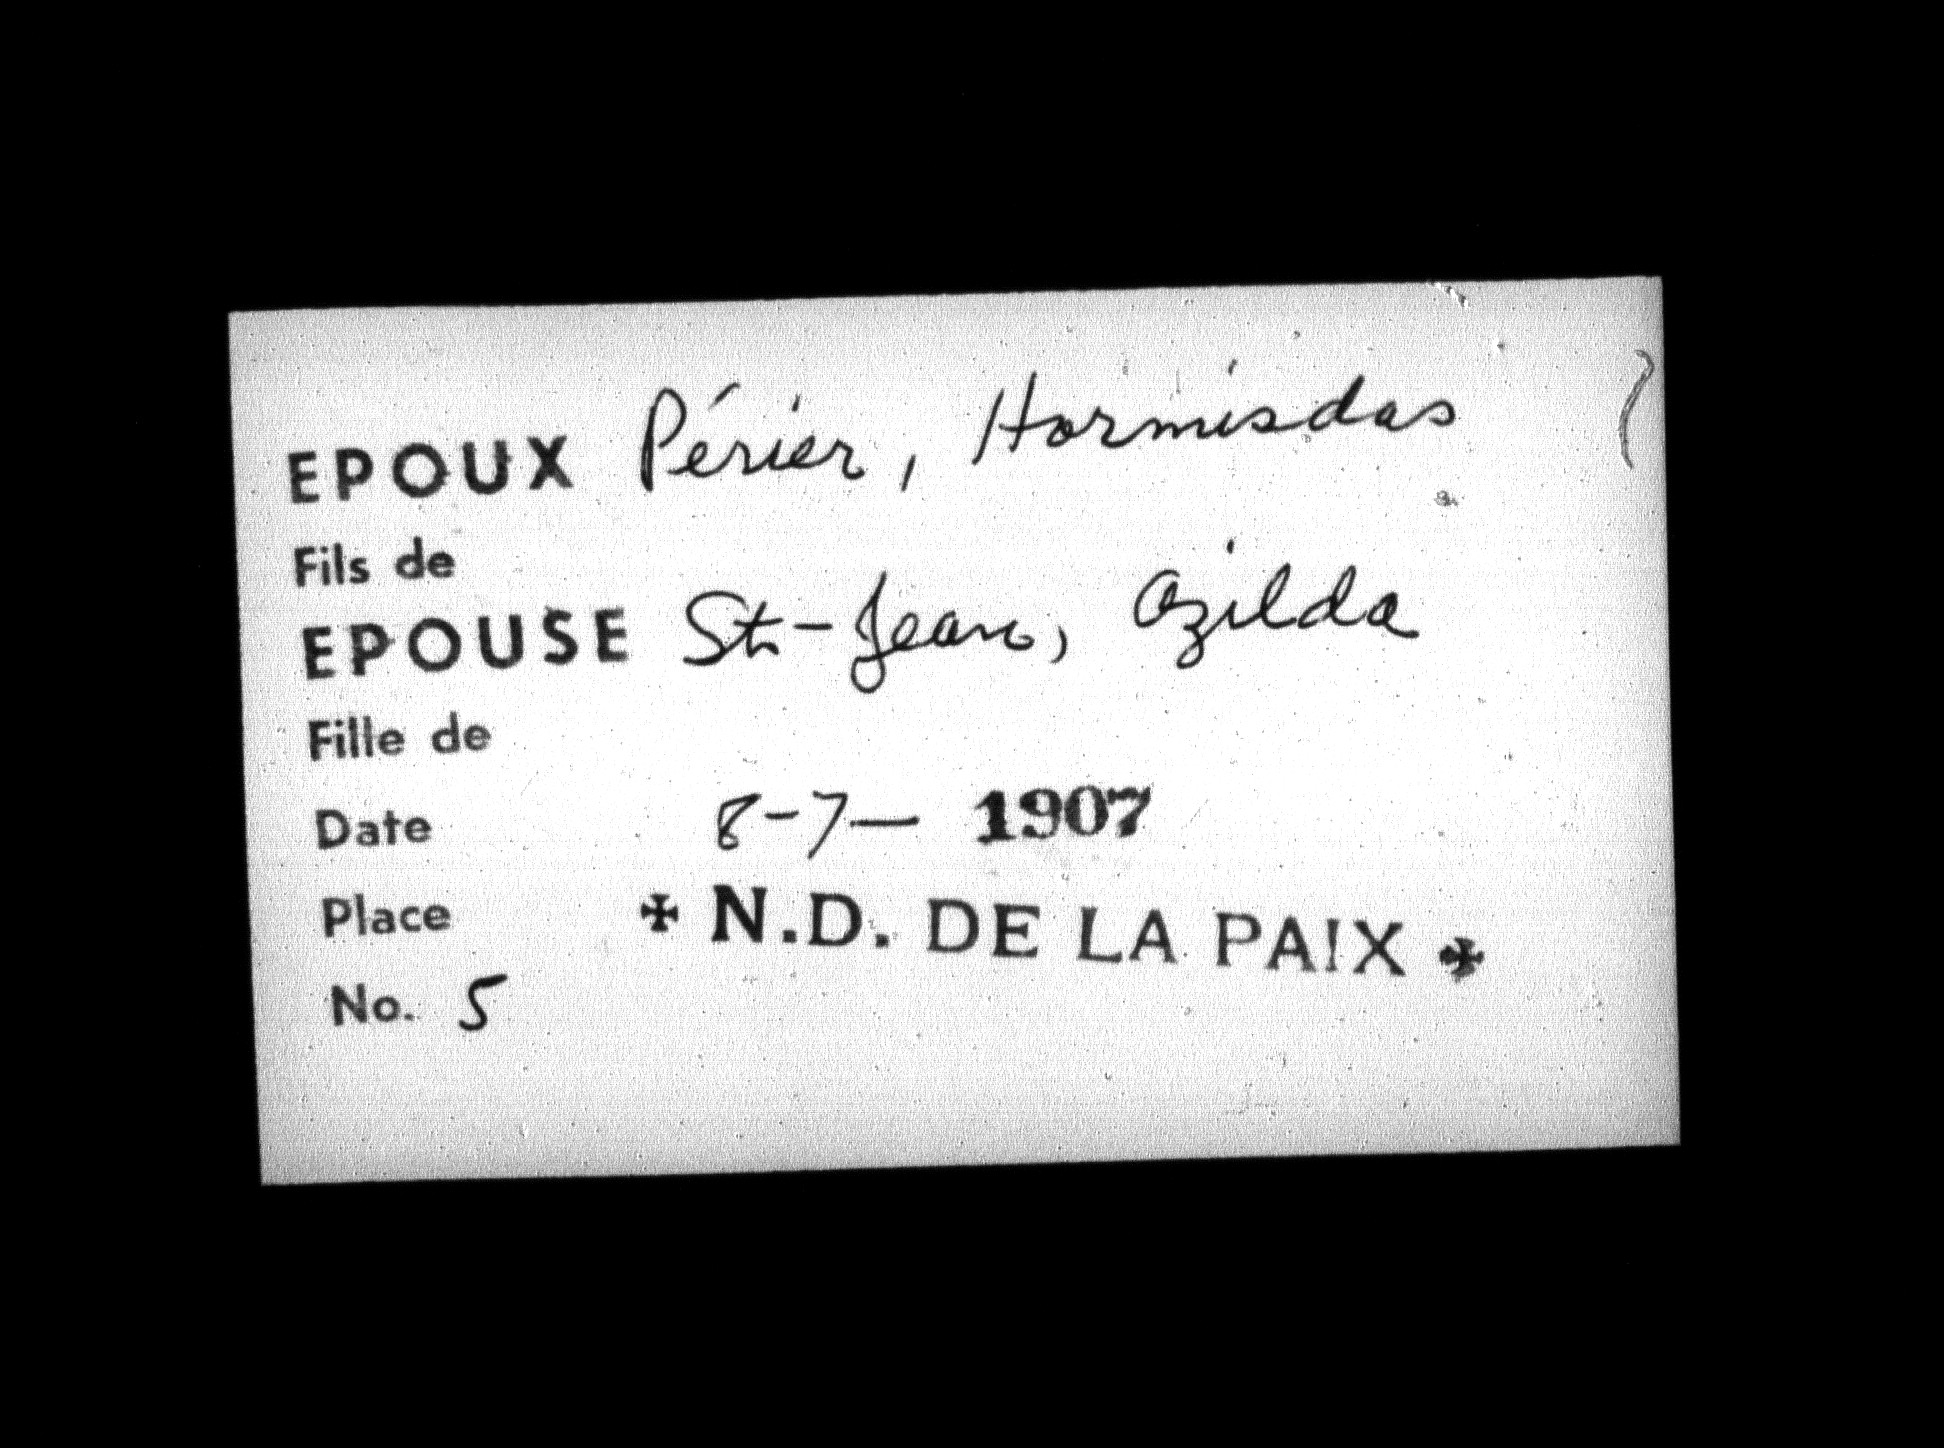 EPOUX Périer, Hormisdas
Fils de
EPOUSE St-Jean, Azilda
Fille de
Date 8-7- 1907
Place ✠ N.D. DE LA PAIX ✠
No. 5